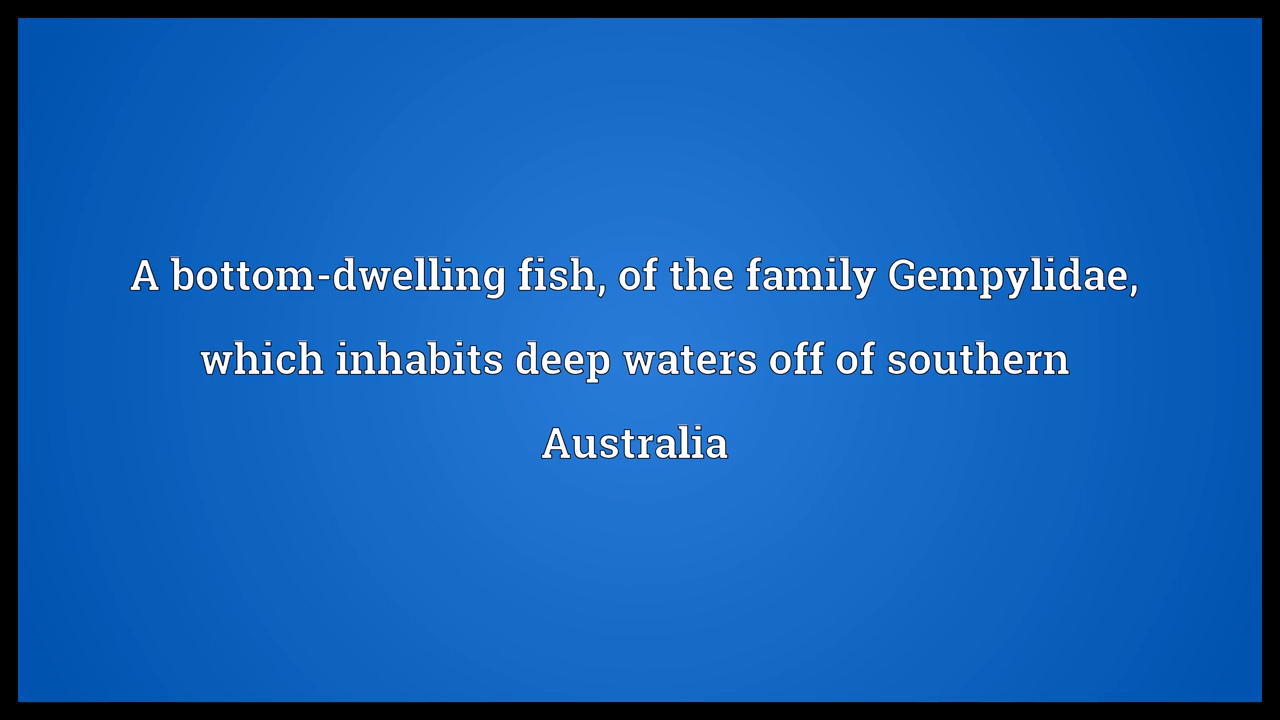 A bottom-dwelling fish, of the family Gempylidae,
which inhabits deep waters off of southern
Australia